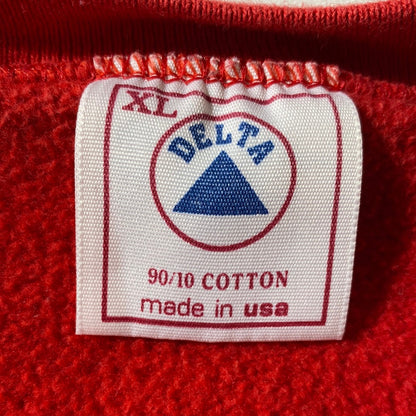 XL
DELTA
90/10 COTTON
made in usa